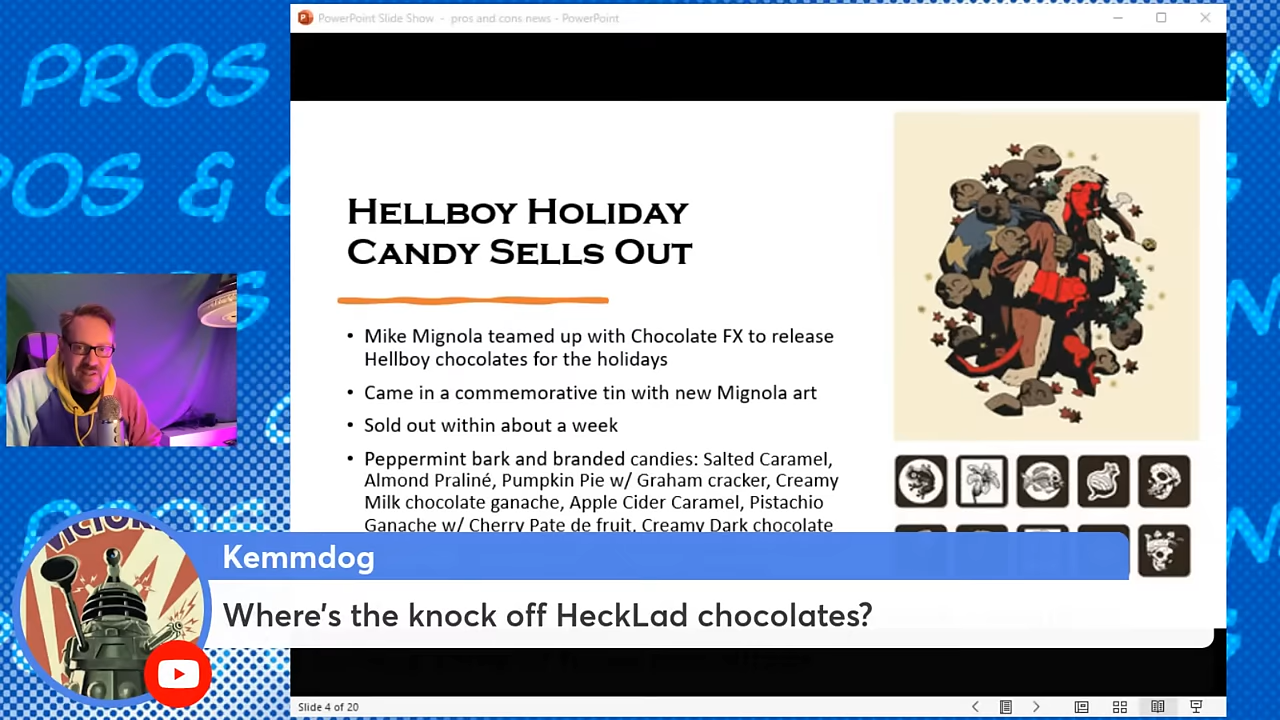 PowerPoint Slide Show - pros and cons news - PowerPoint
PROS
POS & C
HELLBOY HOLIDAY
CANDY SELLS OUT
• Mike Mignola teamed up with Chocolate FX to release
Hellboy chocolates for the holidays
• Came in a commemorative tin with new Mignola art
• Sold out within about a week
• Peppermint bark and branded candies: Salted Caramel,
Almond Praliné, Pumpkin Pie w/ Graham cracker, Creamy
Milk chocolate ganache, Apple Cider Caramel, Pistachio
Ganache w/ Cherry Pate de fruit, Creamy Dark chocolate
Kemmdog
Where's the knock off HeckLad chocolates?
Slide 4 of 20